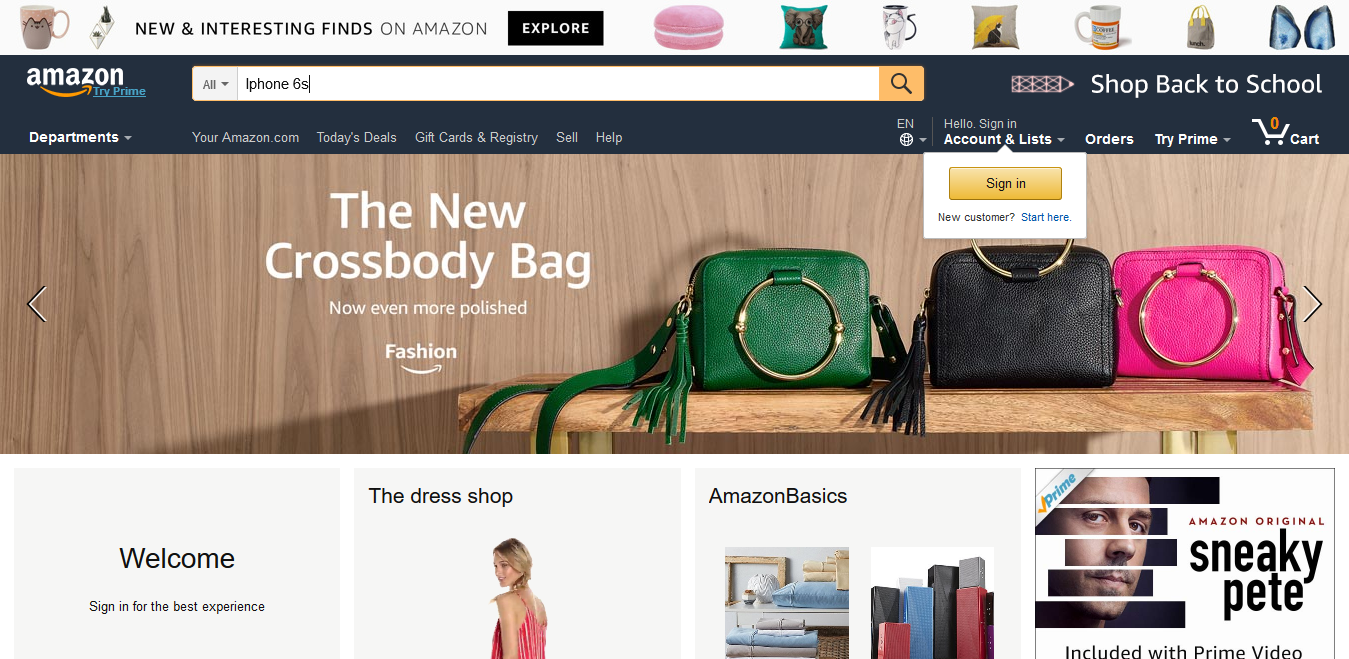 NEW & INTERESTING FINDS ON AMAZON EXPLORE
COFFEE
lunch.
amazon
Try Prime
All
Iphone 6s
Shop Back to School
Departments
Your Amazon.com Today's Deals Gift Cards & Registry Sell Help
EN
Hello. Sign in
Account & Lists
Orders
Try Prime
0
Cart
Sign in
New customer? Start here.
The New
Crossbody Bag
Now even more polished
Fashion
Welcome
Sign in for the best experience
The dress shop
AmazonBasics
Prime
AMAZON ORIGINAL
sneaky
pete
Included with Prime Video